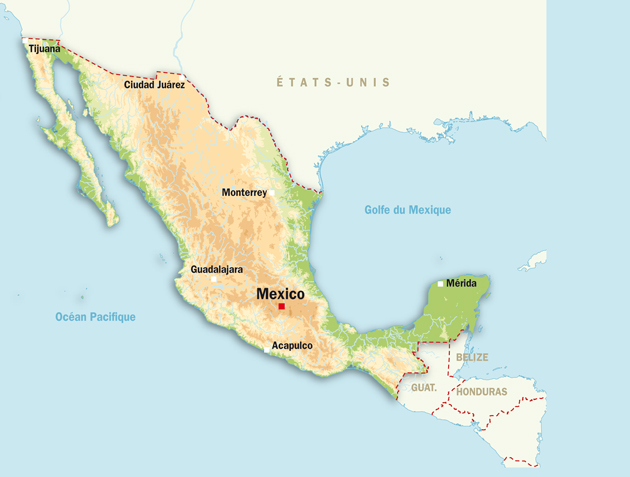 Tijuana
Ciudad Juárez
ÉTATS-UNIS
Monterrey
Golfe du Mexique
Guadalajara
Mexico
Mérida
Océan Pacifique
Acapulco
BELIZE
GUAT.
HONDURAS